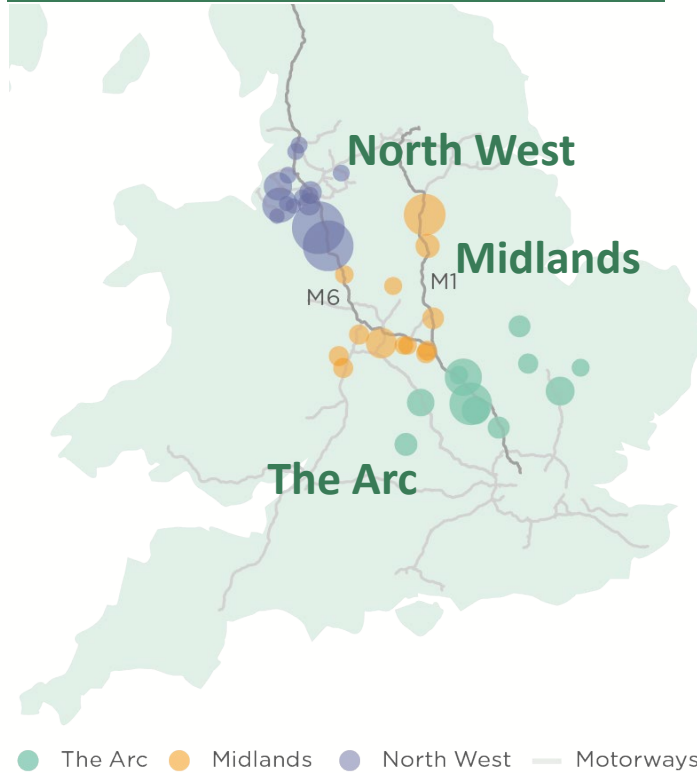 North West
Midlands
M1
M6
The Arc
The Arc
Midlands
North West
Motorways